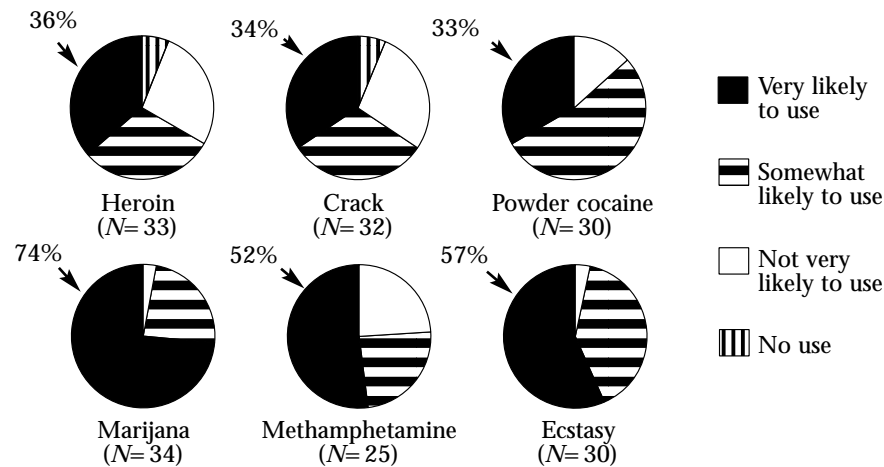 36%
34%
33%
Heroin
(N=33)
Crack
(N=32)
Powder cocaine
(N=30)
74%
52%
57%
Marijana
(N=34)
Methamphetamine
(N=25)
Ecstasy
(N=30)
Very likely
to use
Somewhat
likely to use
Not very
likely to use
No use